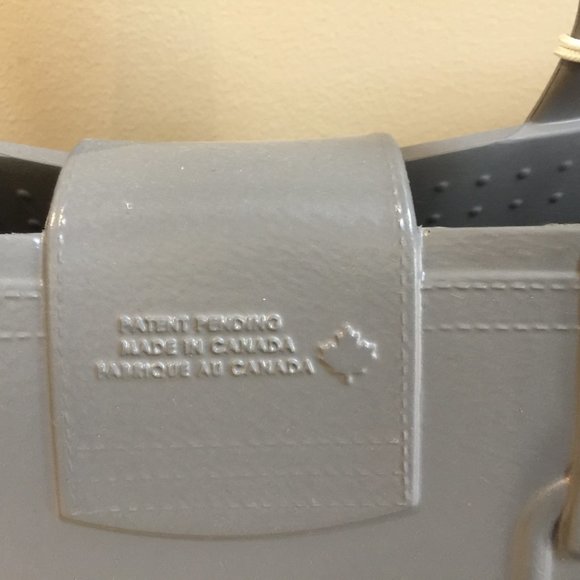 PATENT PENDING
MADE IN CANADA
FABRIQUE AU CANADA